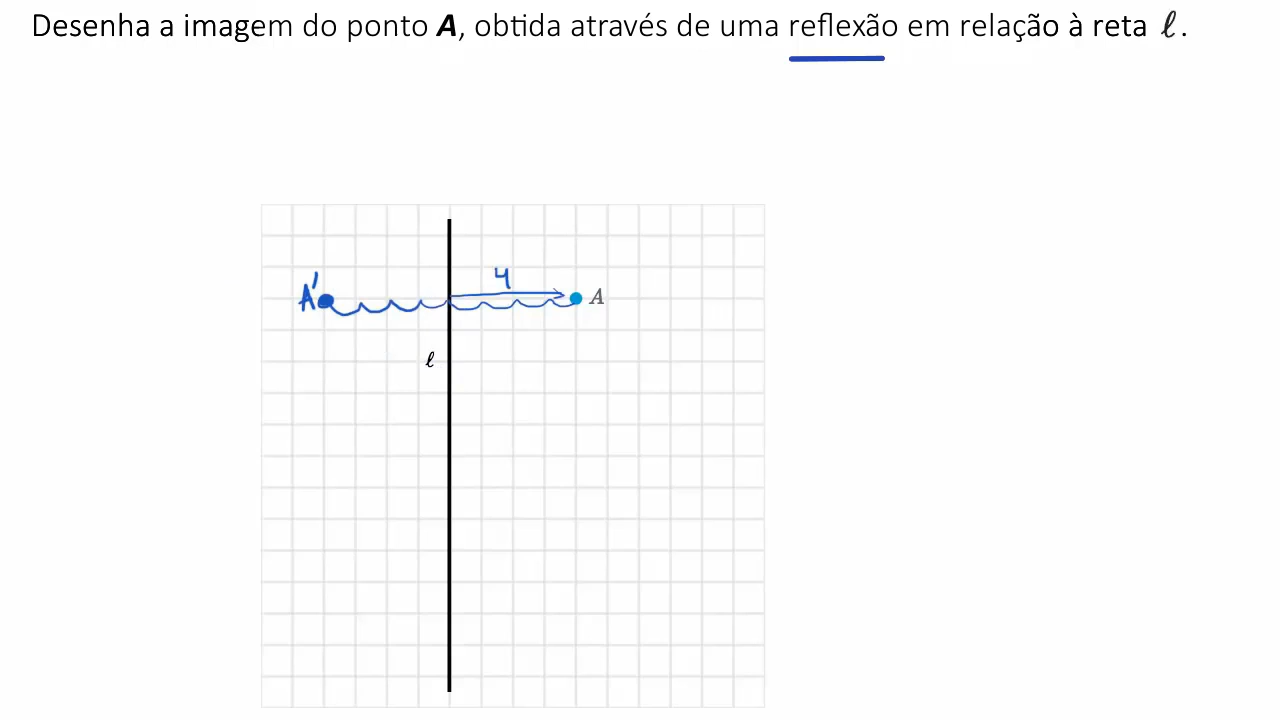 Desenha a imagem do ponto A, obtida através de uma reflexão em relação à reta ℓ.
4
A' A
ℓ